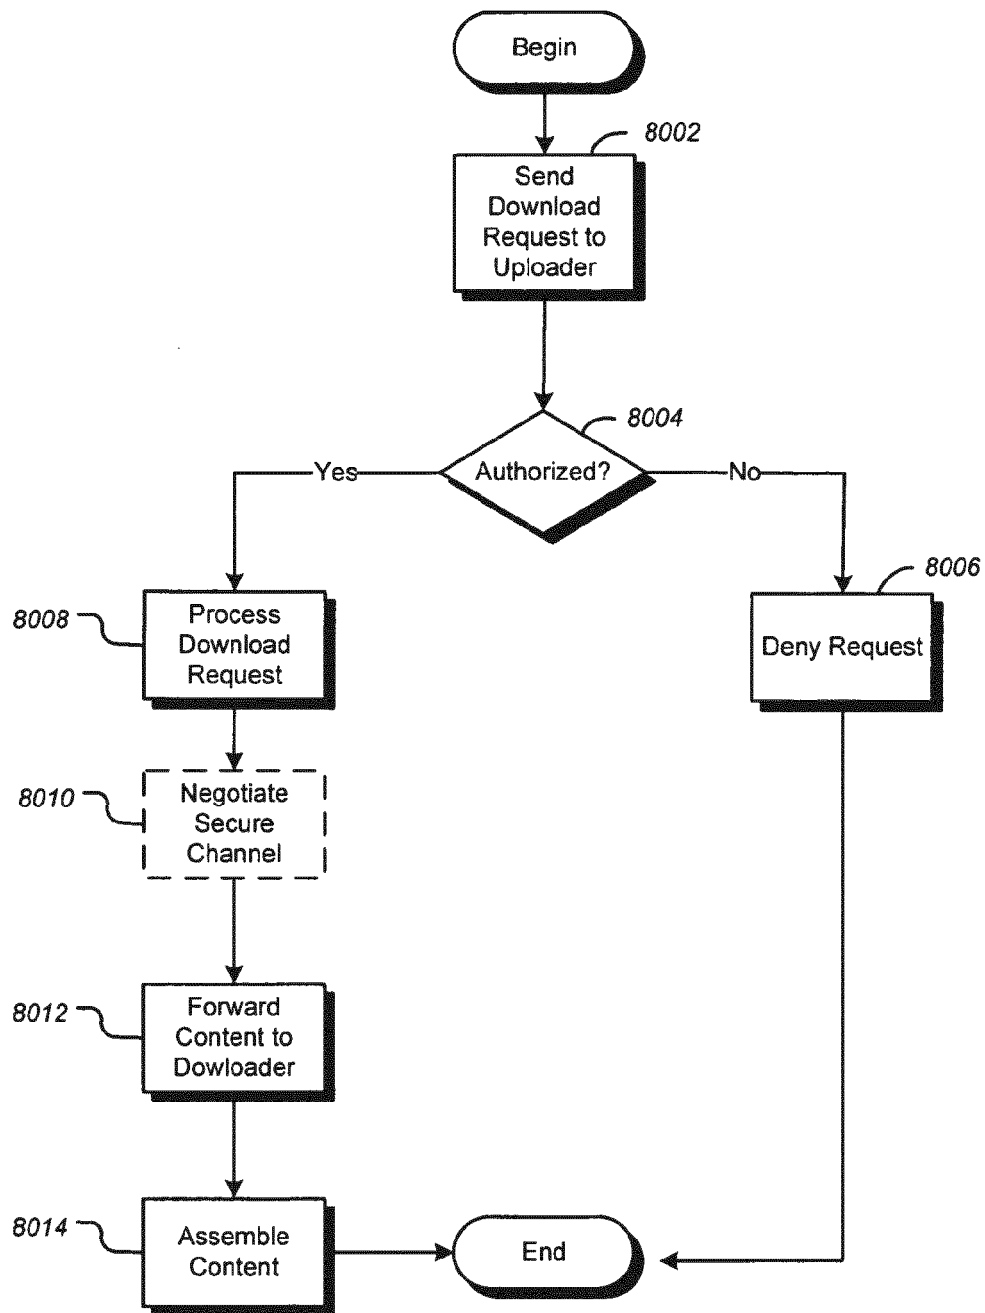 Begin
8002
Send
Download
Request to
Uploader
8004
Authorized?
Yes
No
8006
Deny Request
8008
Process
Download
Request
8010
Negotiate
Secure
Channel
8012
Forward
Content to
Dowloader
8014
Assemble
Content
End